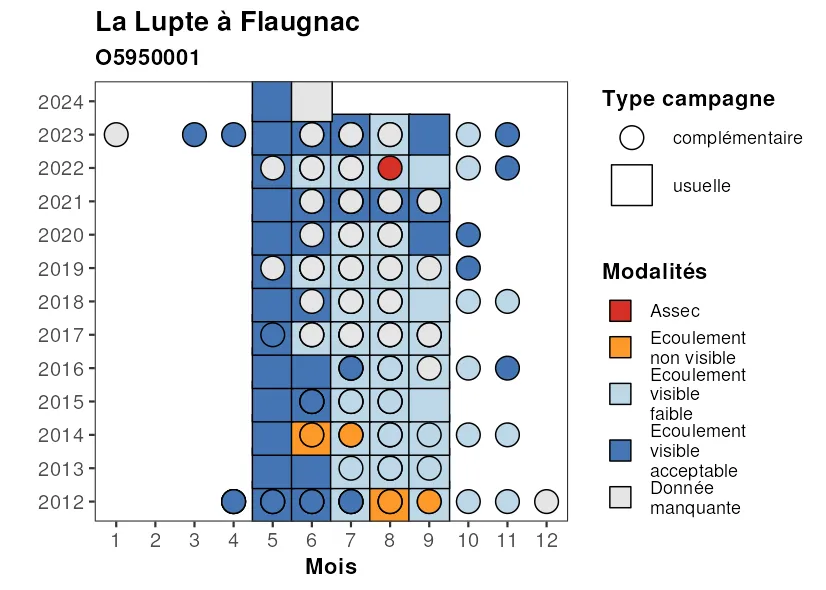 La Lupte à Flaugnac
O5950001
2024
2023
2022
2021
2020
2019
2018
2017
2016
2015
2014
2013
2012
1 2 3 4 5 6 7 8 9 10 11 12
Mois
Type campagne
complémentaire
usuelle
Modalités
Assec
Ecoulement
non visible
Ecoulement
visible
faible
Ecoulement
visible
acceptable
Donnée
manquante